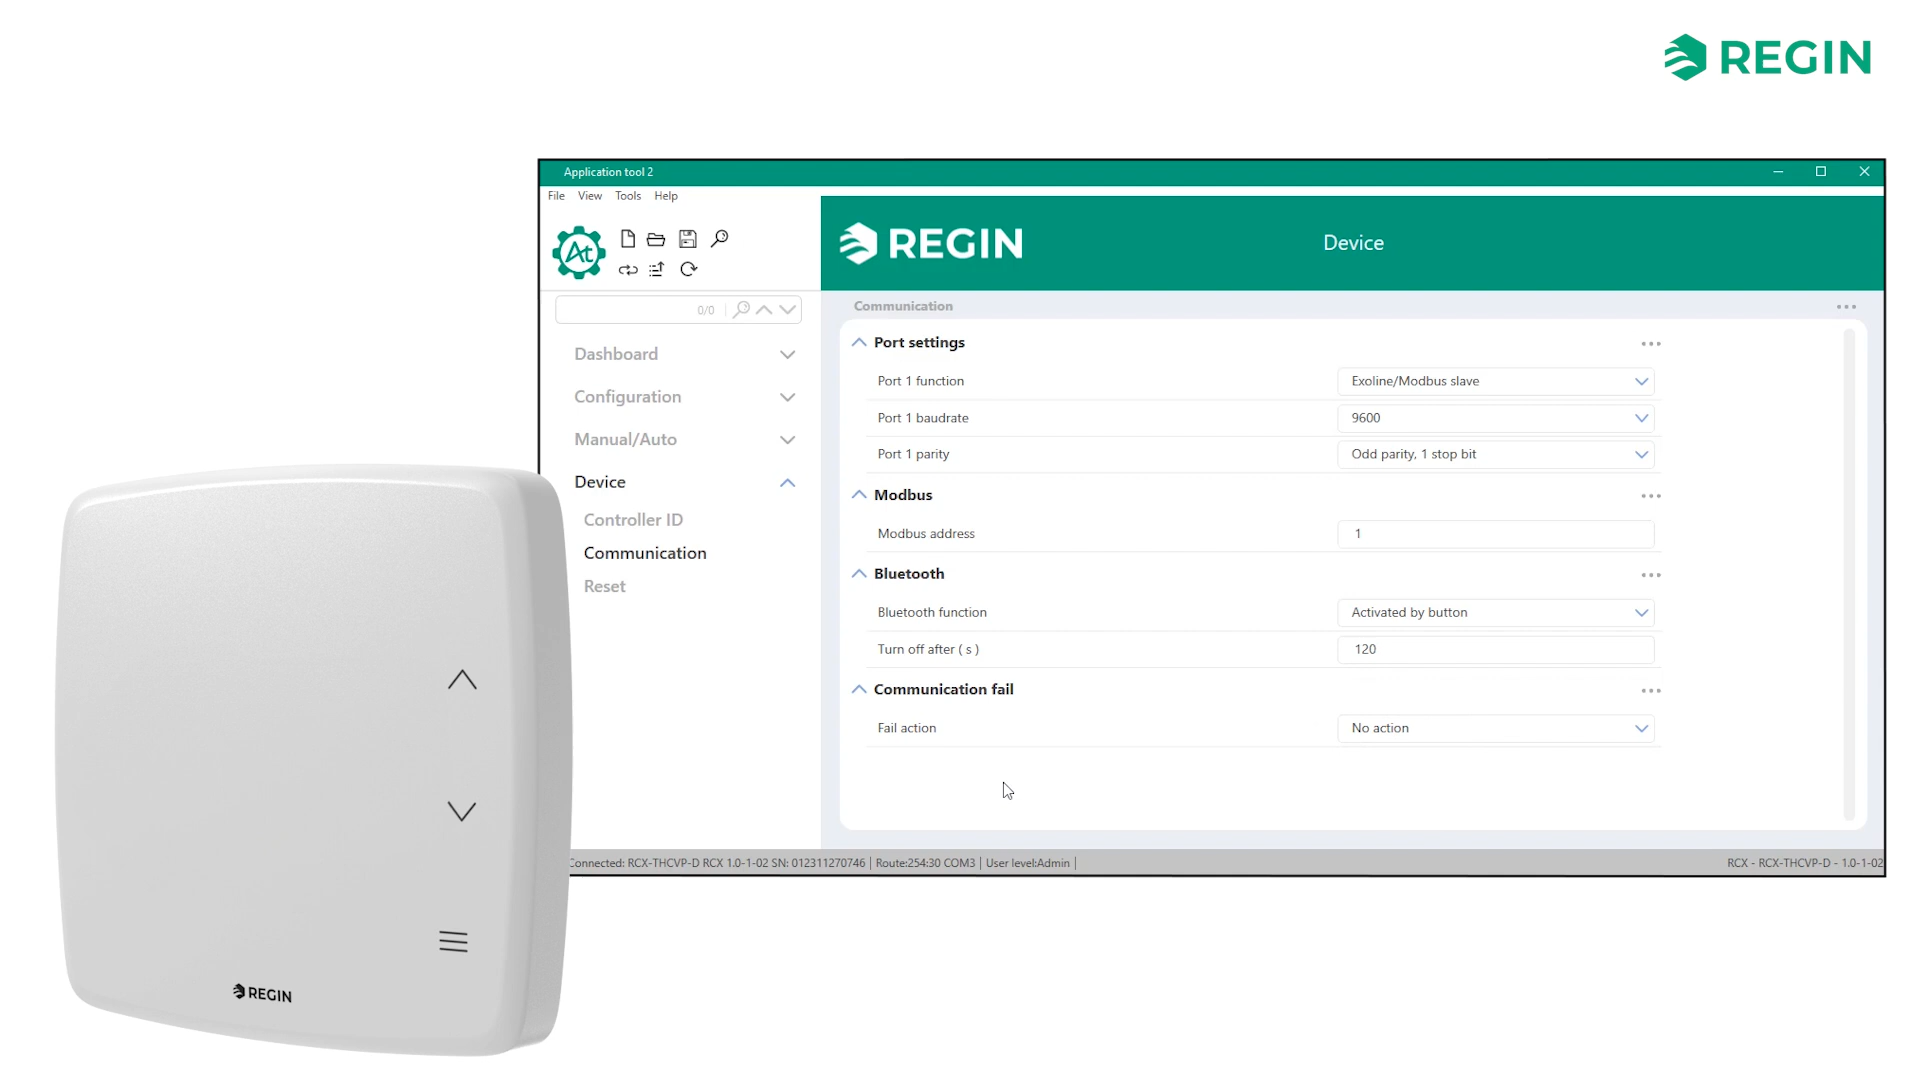 REGIN
Application tool 2
File View Tools Help
At
REGIN
Device
0/0
Communication
Dashboard
Configuration
Manual/Auto
Device
Controller ID
Communication
Reset
Port settings
Port 1 function Exoline/Modbus slave
Port 1 baudrate 9600
Port 1 parity Odd parity, 1 stop bit
Modbus
Modbus address 1
Bluetooth
Bluetooth function Activated by button
Turn off after ( s ) 120
Communication fail
Fail action No action
Connected: RCX-THCVP-D RCX 1.0-1-02 SN: 012311270746 | Route:254:30 COM3 | User level:Admin |
RCX - RCX-THCVP-D - 1.0-1-02
REGIN